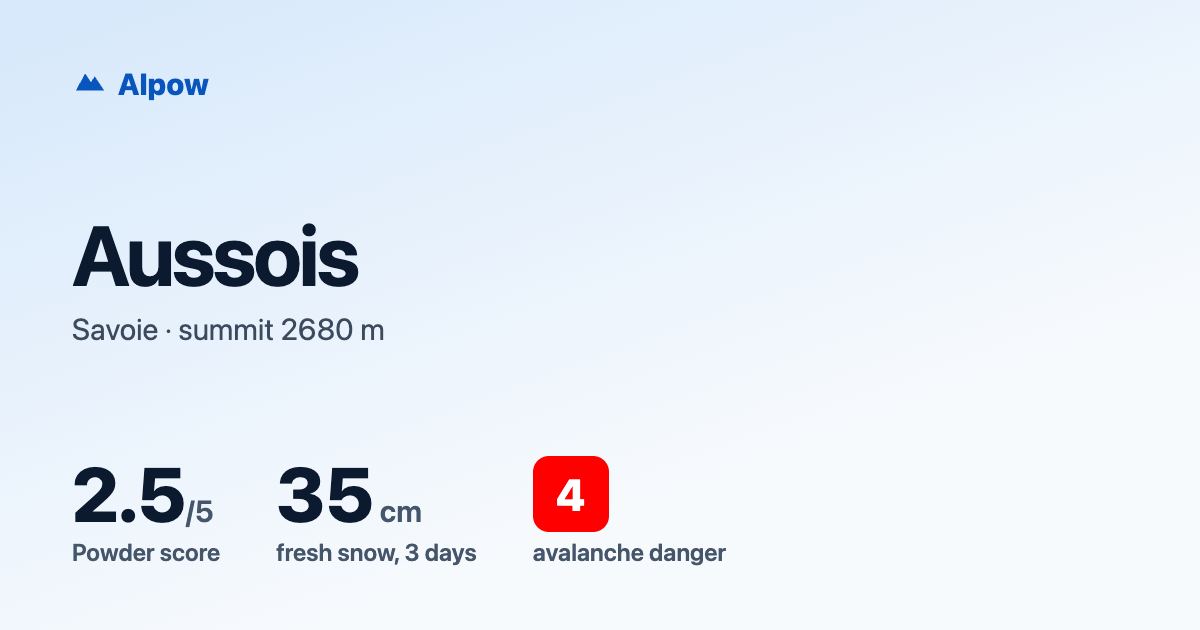 Alpow
Aussois
Savoie · summit 2680 m
2.5/5
Powder score
35 cm
fresh snow, 3 days
4
avalanche danger